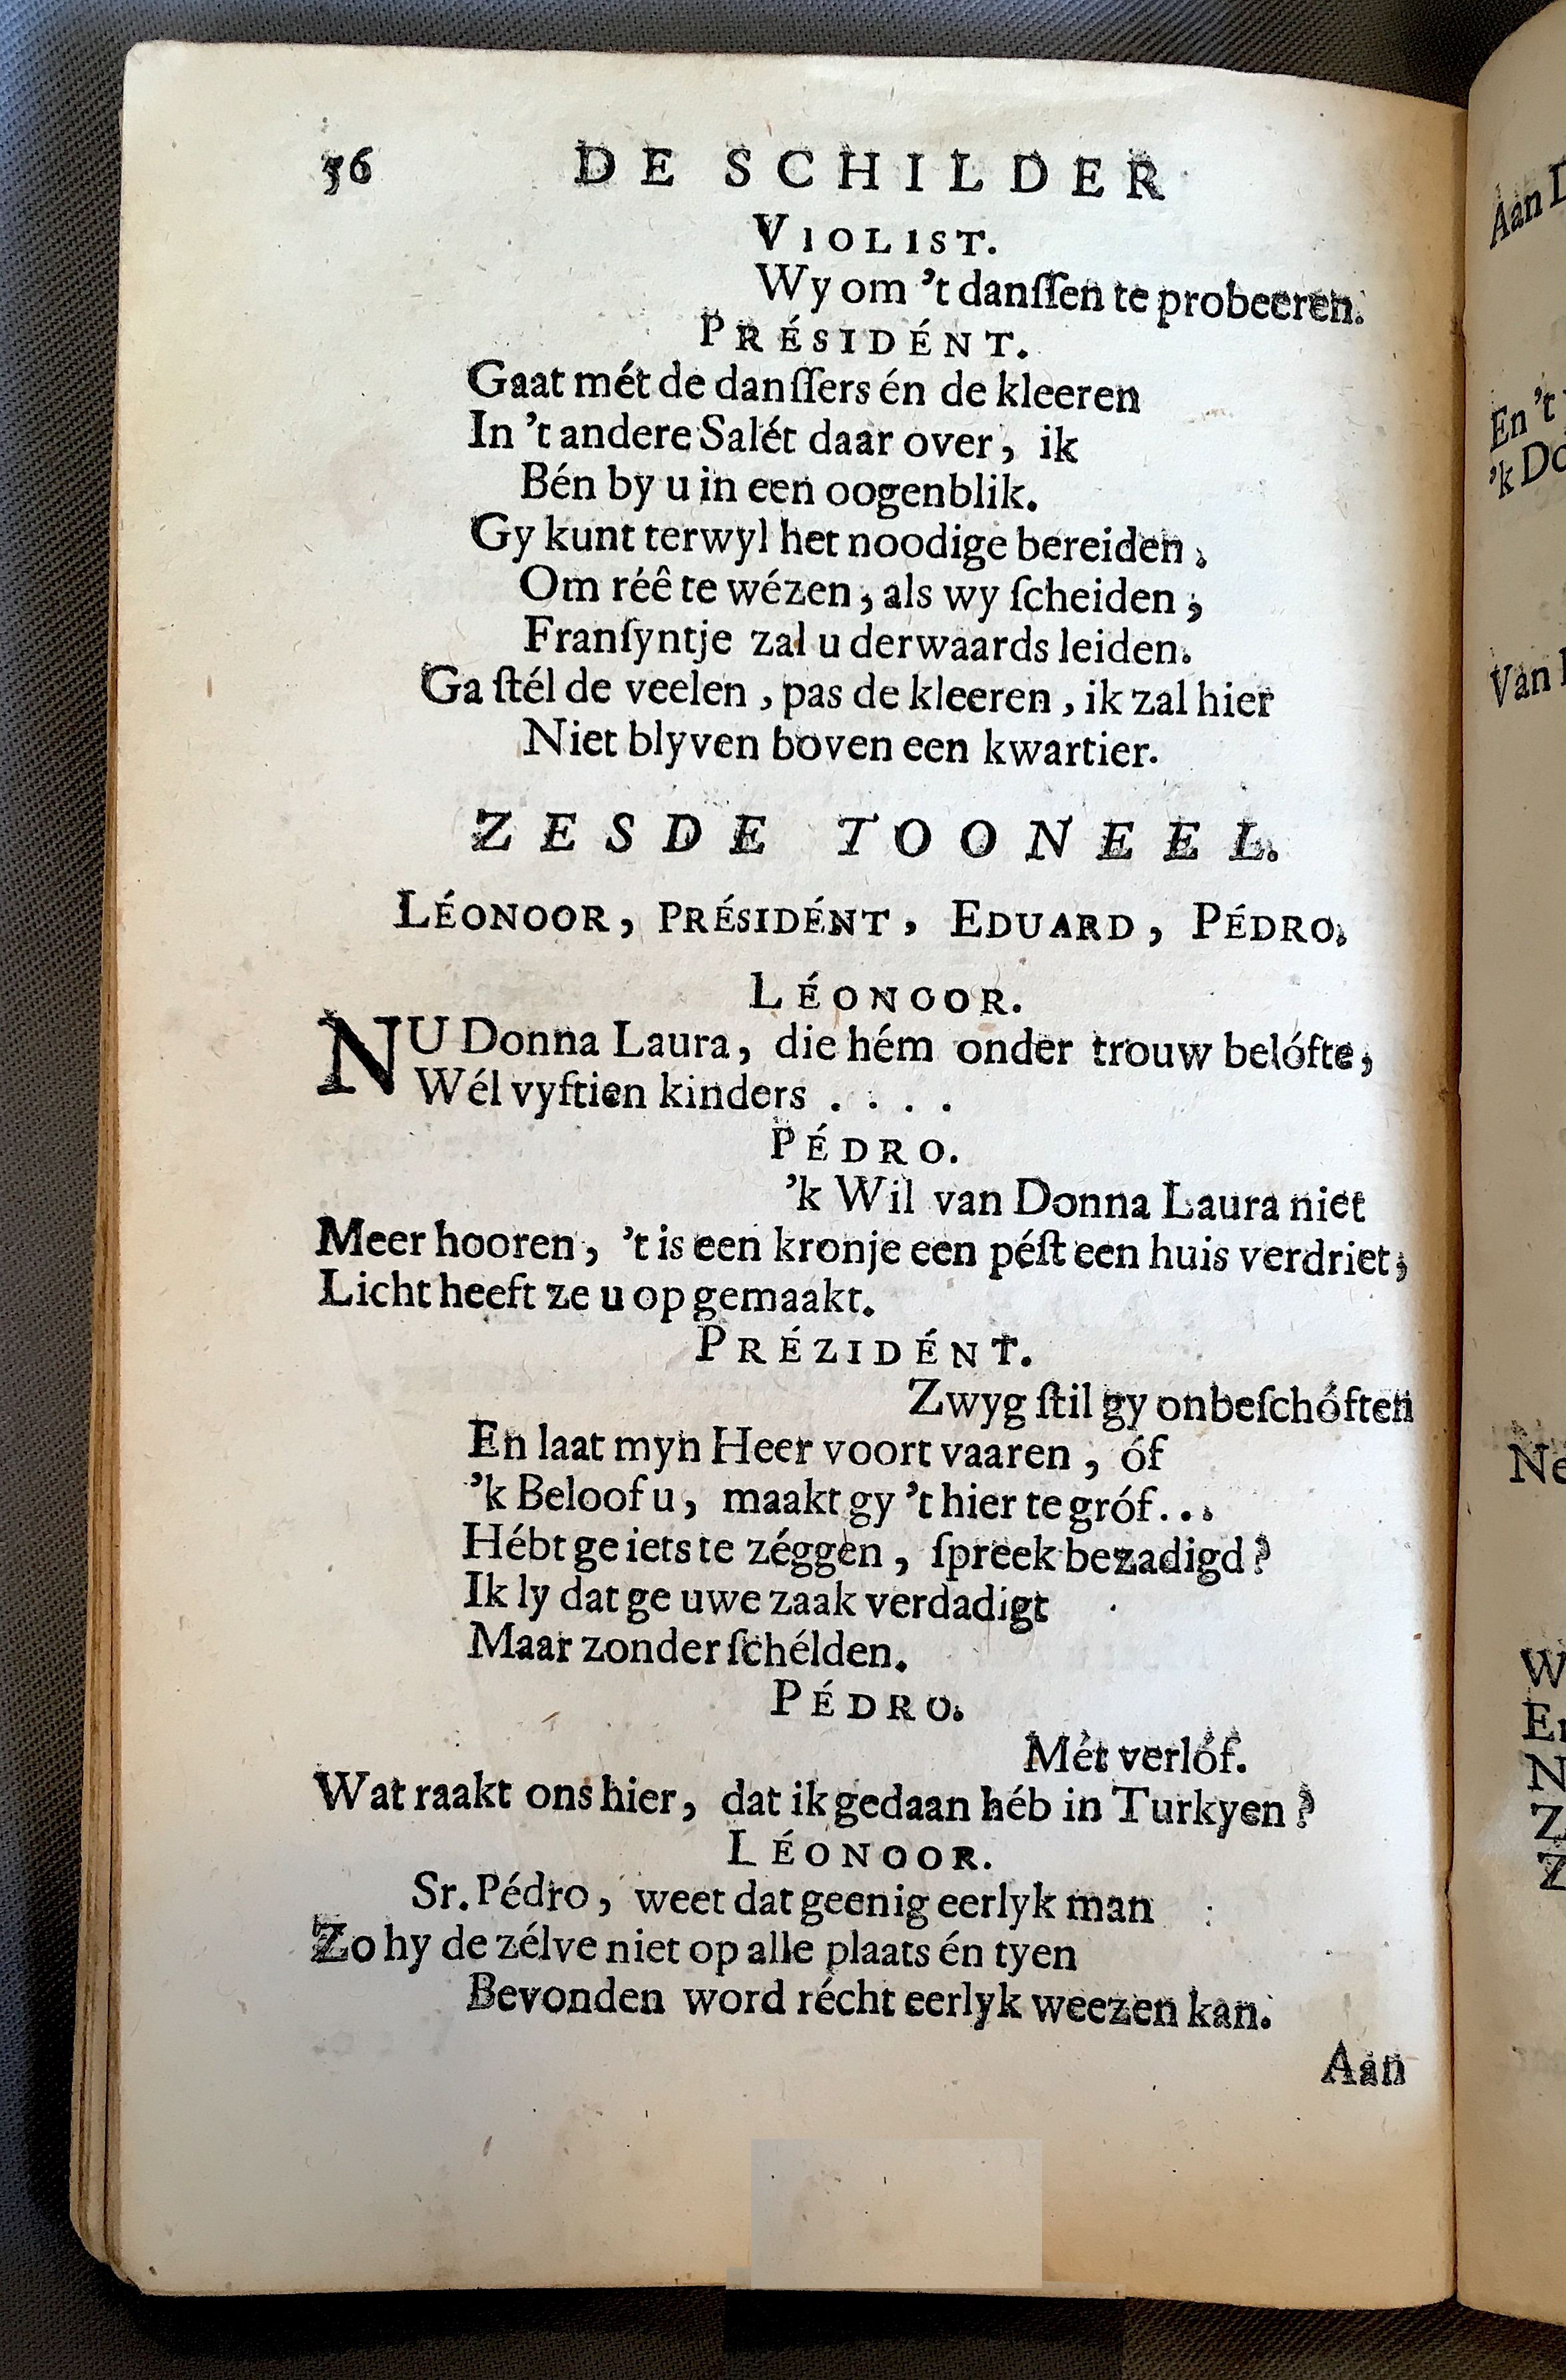 56 DE SCHILDER
VIOLIST.
Wy om 't danſſen te probeeren.
PRÉSIDÉNT.
Gaat mét de danſſers én de kleeren
In 't andere Salét daar over, ik
Bén by u in een oogenblik.
Gy kunt terwyl het noodige bereiden,
Om réê te wézen, als wy ſcheiden,
Franſyntje zal u derwaards leiden.
Ga ſtél de veelen, pas de kleeren, ik zal hier
Niet blyven boven een kwartier.
ZESDE TOONEEL.
LÉONOOR, PRÉSIDÉNT, EDUARD, PÉDRO.
LÉONOOR.
NU Donna Laura, die hém onder trouw belófte,
Wél vyftien kinders . . . .
PÉDRO.
'k Wil van Donna Laura niet
Meer hooren, 't is een kronje een péſt een huis verdriet,
Licht heeft ze u op gemaakt.
PRÉZIDÉNT.
Zwyg ſtil gy onbeſchóften
En laat myn Heer voort vaaren, óf
'k Beloof u, maakt gy 't hier te gróf...
Hébt ge iets te zéggen, ſpreek bezadigd?
Ik ly dat ge uwe zaak verdadigt
Maar zonder ſchélden.
PÉDRO.
Mét verlóf.
Wat raakt ons hier, dat ik gedaan héb in Turkyen?
LÉONOOR.
Sr. Pédro, weet dat geenig eerlyk man
Zo hy de zélve niet op alle plaats én tyen
Bevonden word récht eerlyk weezen kan.
Aan
Aan
En 't
'k Do
Van
Ne
W
En
N
Z
Z